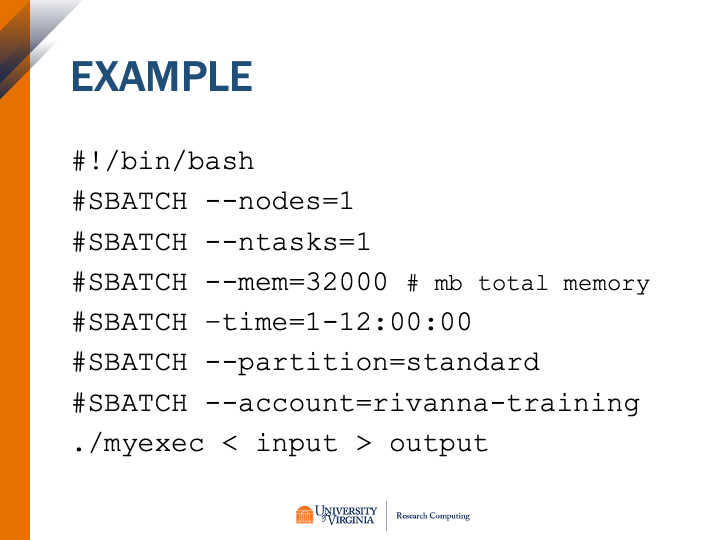 EXAMPLE
#!/bin/bash
#SBATCH --nodes=1
#SBATCH --ntasks=1
#SBATCH --mem=32000 # mb total memory
#SBATCH –time=1-12:00:00
#SBATCH --partition=standard
#SBATCH --account=rivanna-training
./myexec < input > output
UNIVERSITY of VIRGINIA Research Computing